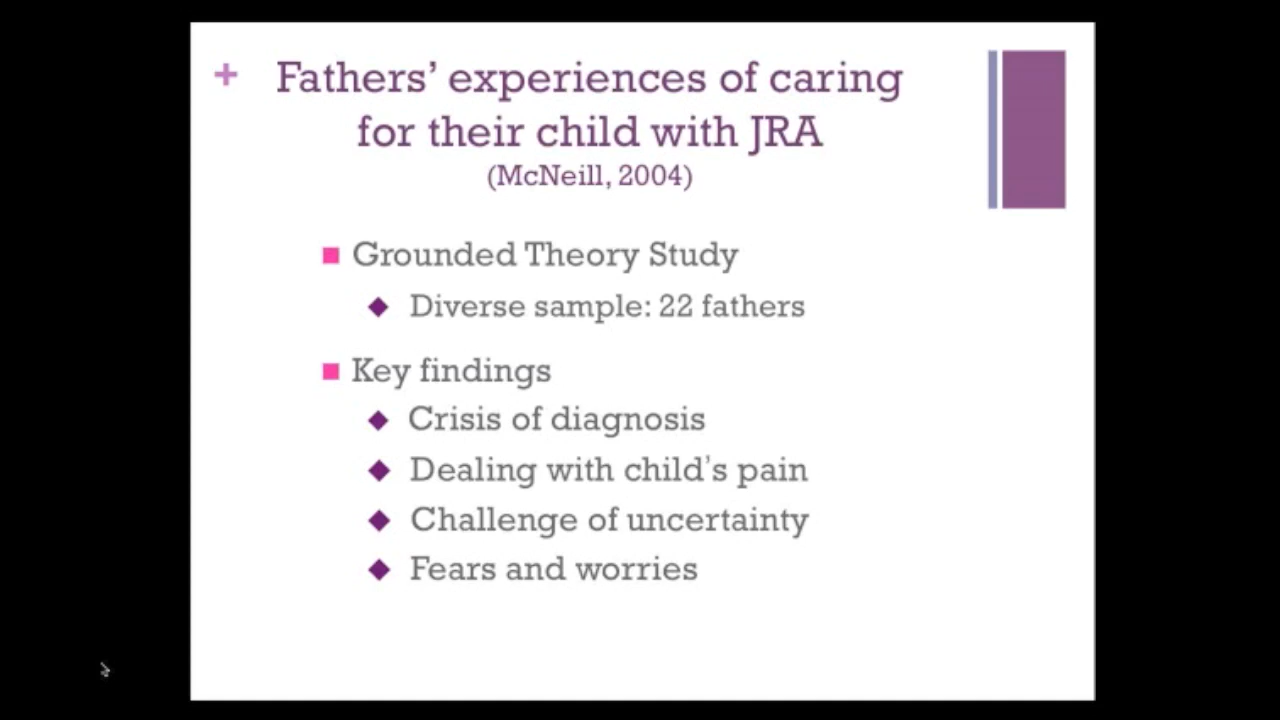 + Fathers’ experiences of caring
for their child with JRA
(McNeill, 2004)
■ Grounded Theory Study
◆ Diverse sample: 22 fathers
■ Key findings
◆ Crisis of diagnosis
◆ Dealing with child’s pain
◆ Challenge of uncertainty
◆ Fears and worries